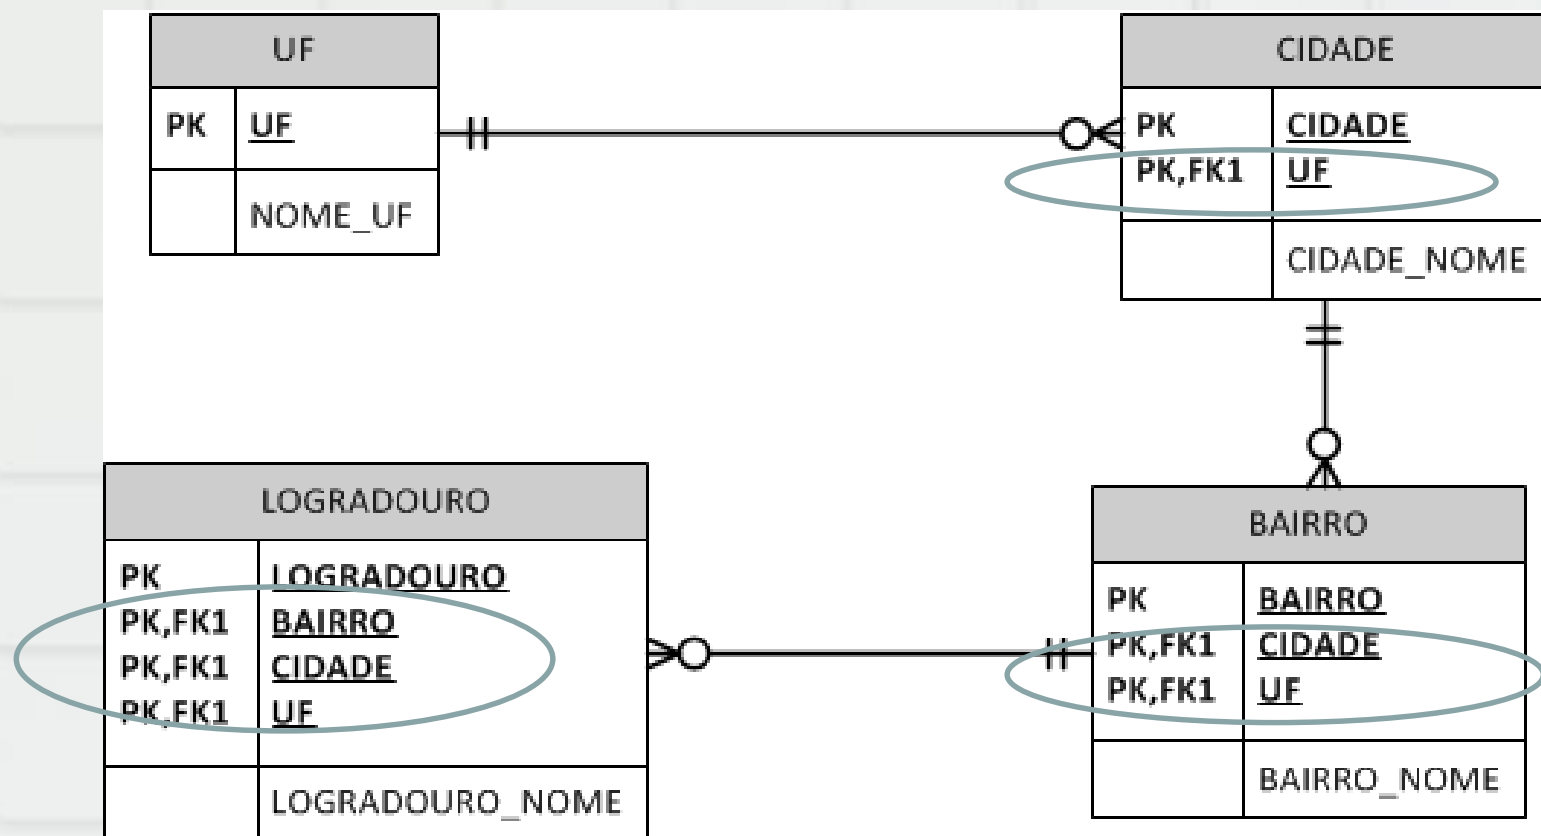 UF
PK UF
NOME_UF
CIDADE
PK CIDADE
PK,FK1 UF
CIDADE_NOME
LOGRADOURO
PK LOGRADOURO
PK,FK1 BAIRRO
PK,FK1 CIDADE
PK,FK1 UF
LOGRADOURO_NOME
BAIRRO
PK BAIRRO
PK,FK1 CIDADE
PK,FK1 UF
BAIRRO_NOME